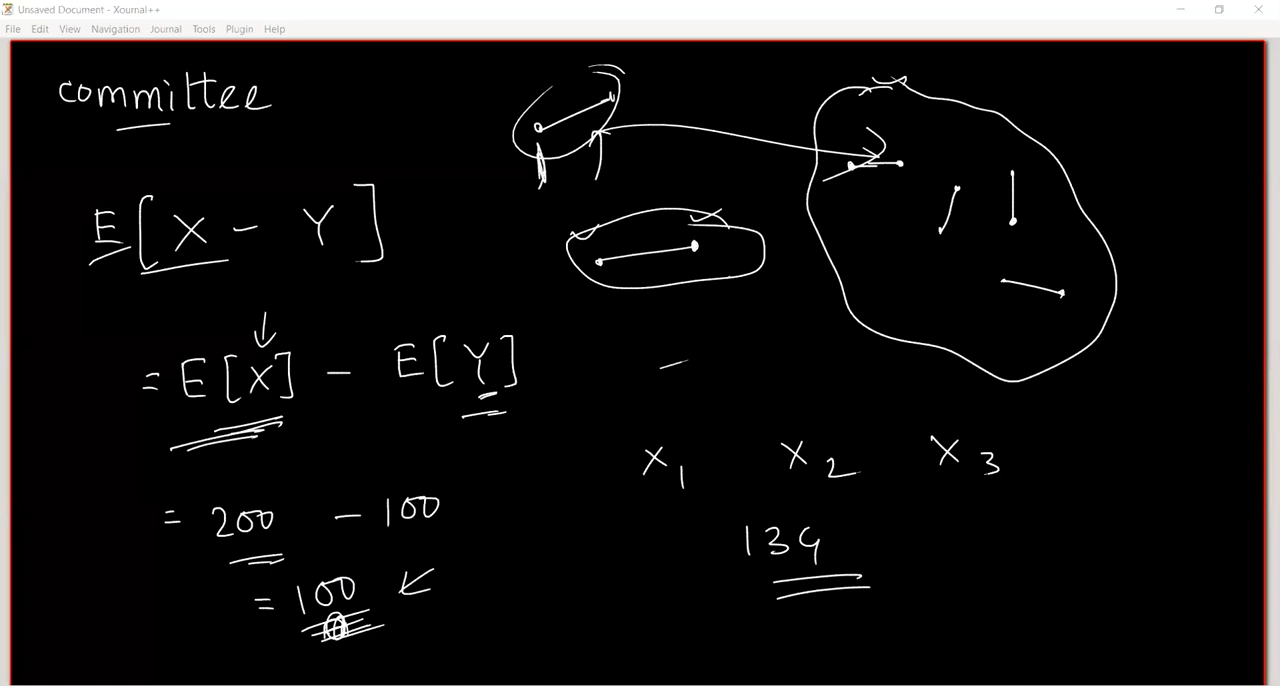 Unsaved Document - Xournal++
File Edit View Navigation Journal Tools Plugin Help
committee
E[X - Y]
= E[X] - E[Y]
= 200 - 100
= 100
X1 X2 X3
139